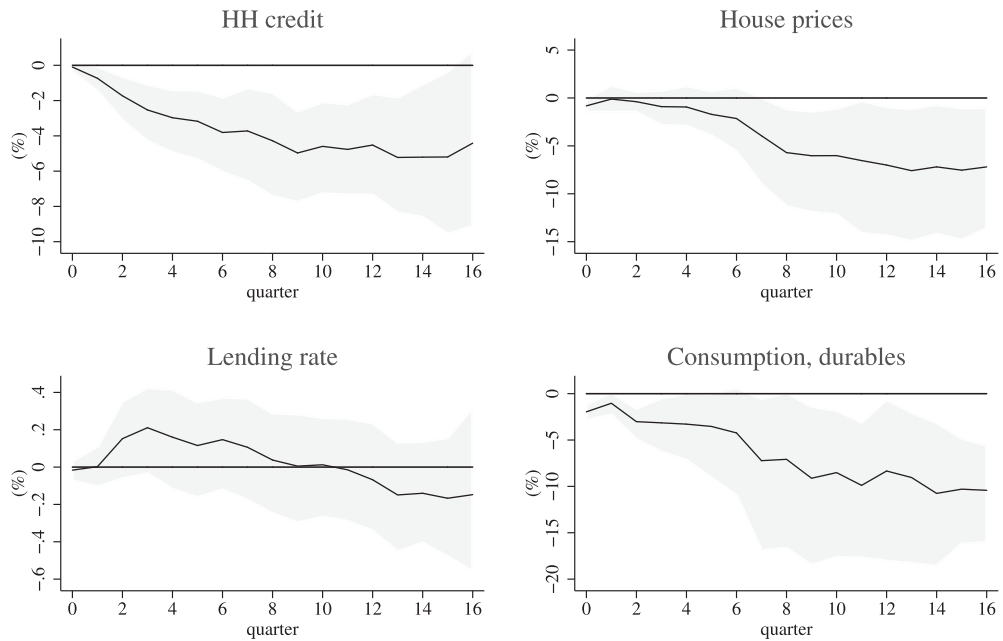 HH credit
(%)
0
-2
-4
-6
-8
-10
0 2 4 6 8 10 12 14 16
quarter
House prices
(%)
5
0
-5
-10
-15
0 2 4 6 8 10 12 14 16
quarter
Lending rate
(%)
.4
.2
0
-.2
-.4
-.6
0 2 4 6 8 10 12 14 16
quarter
Consumption, durables
(%)
0
-5
-10
-15
-20
0 2 4 6 8 10 12 14 16
quarter